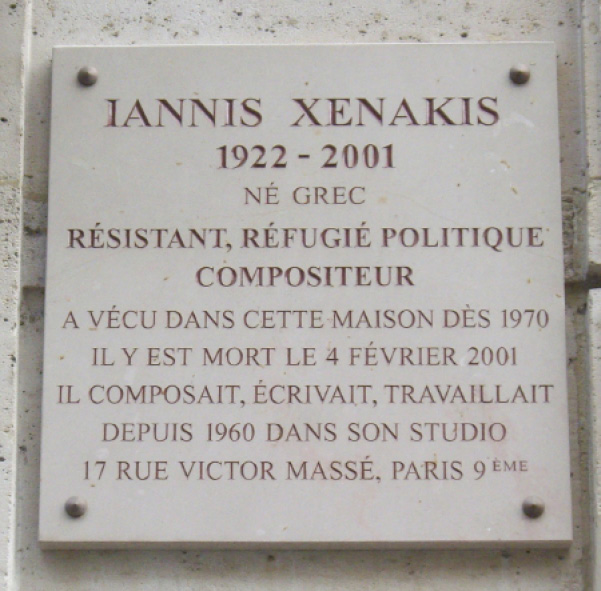 IANNIS XENAKIS
1922 - 2001
NÉ GREC
RÉSISTANT, RÉFUGIÉ POLITIQUE
COMPOSITEUR
A VÉCU DANS CETTE MAISON DÈS 1970
IL Y EST MORT LE 4 FÉVRIER 2001
IL COMPOSAIT, ÉCRIVAIT, TRAVAILLAIT
DEPUIS 1960 DANS SON STUDIO
17 RUE VICTOR MASSÉ, PARIS 9ÈME